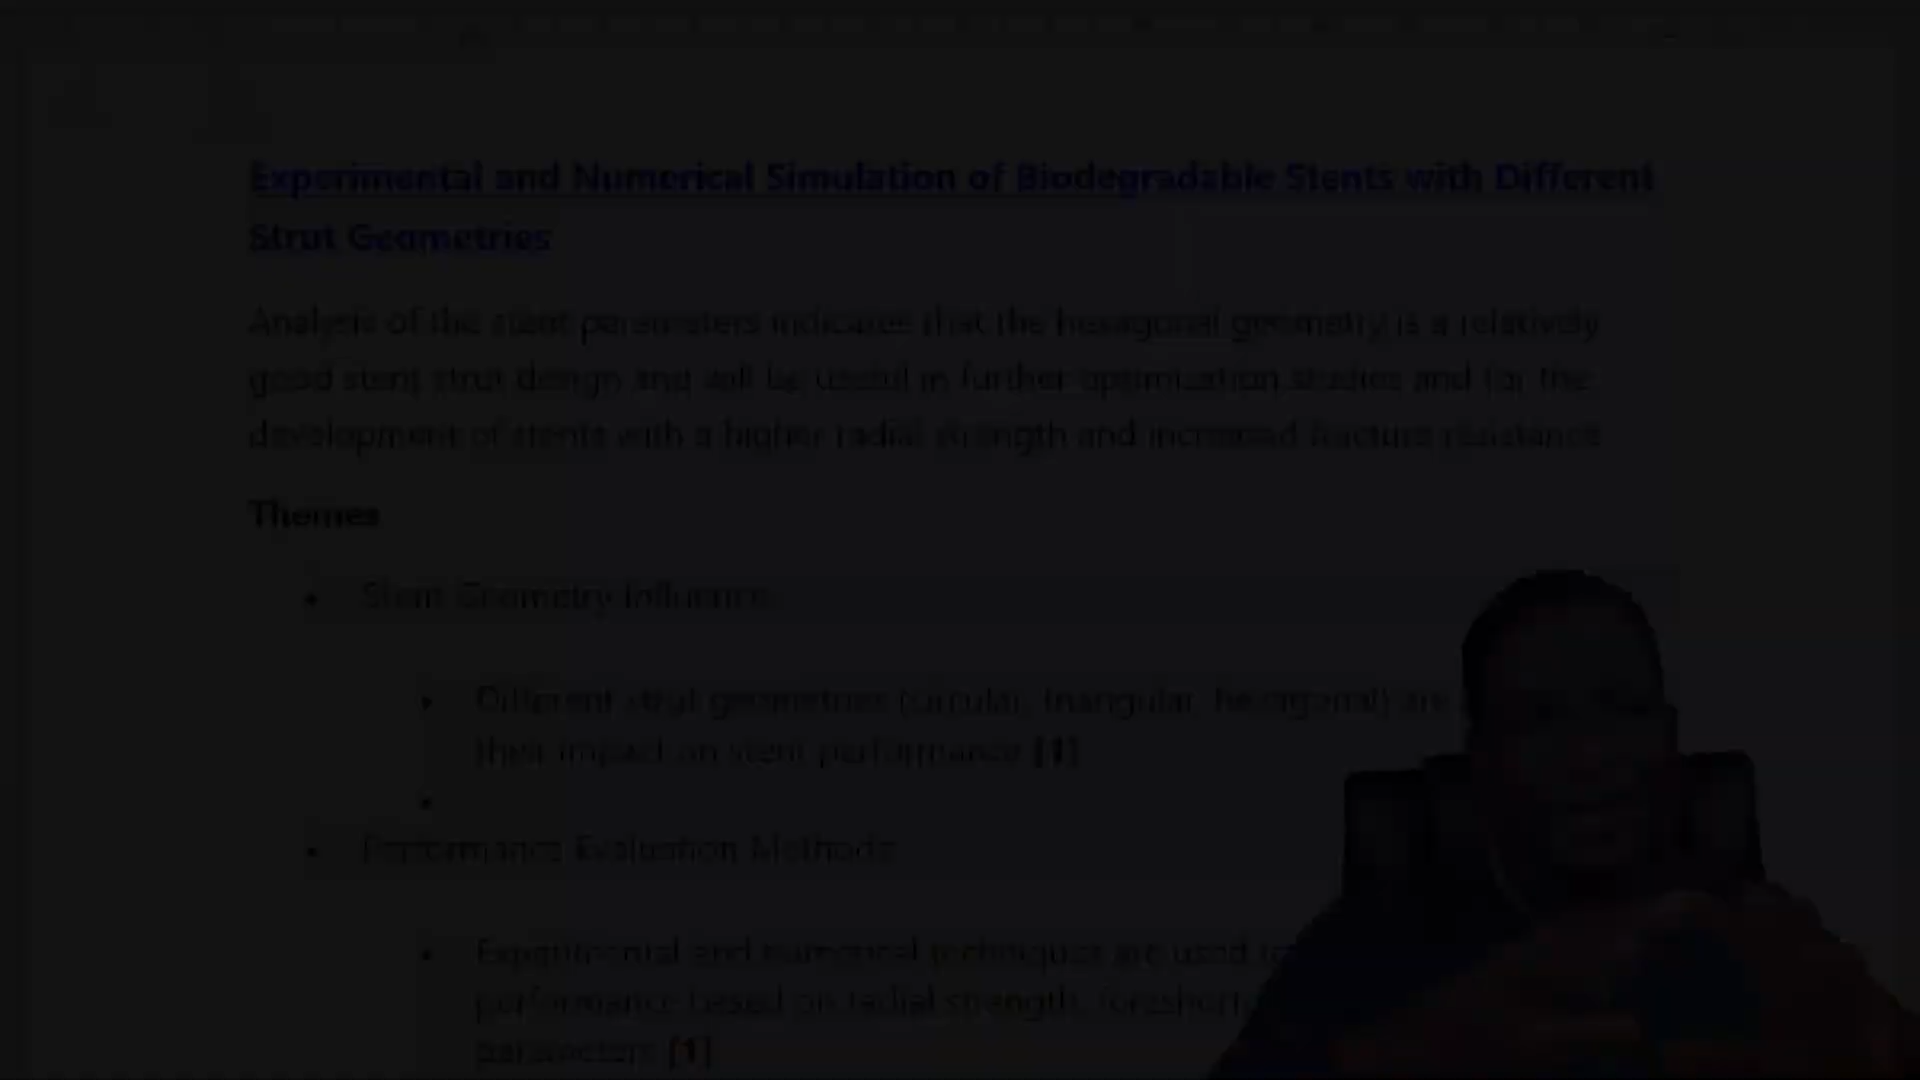 Experimental and Numerical Simulation of Biodegradable Stents with Different
Strut Geometries
Analysis of the stent parameters indicates that the hexagonal geometry is a relatively
good stent strut design and will be useful in further optimization studies and for the
development of stents with a higher radial strength and increased fracture resistance
Themes
• Stent Geometry Influence
• Different strut geometries (circular, triangular, hexagonal) are
their impact on stent performance [1]
•
• Performance Evaluation Methods
• Experimental and numerical techniques are used to
performance based on radial strength,
parameters [1]